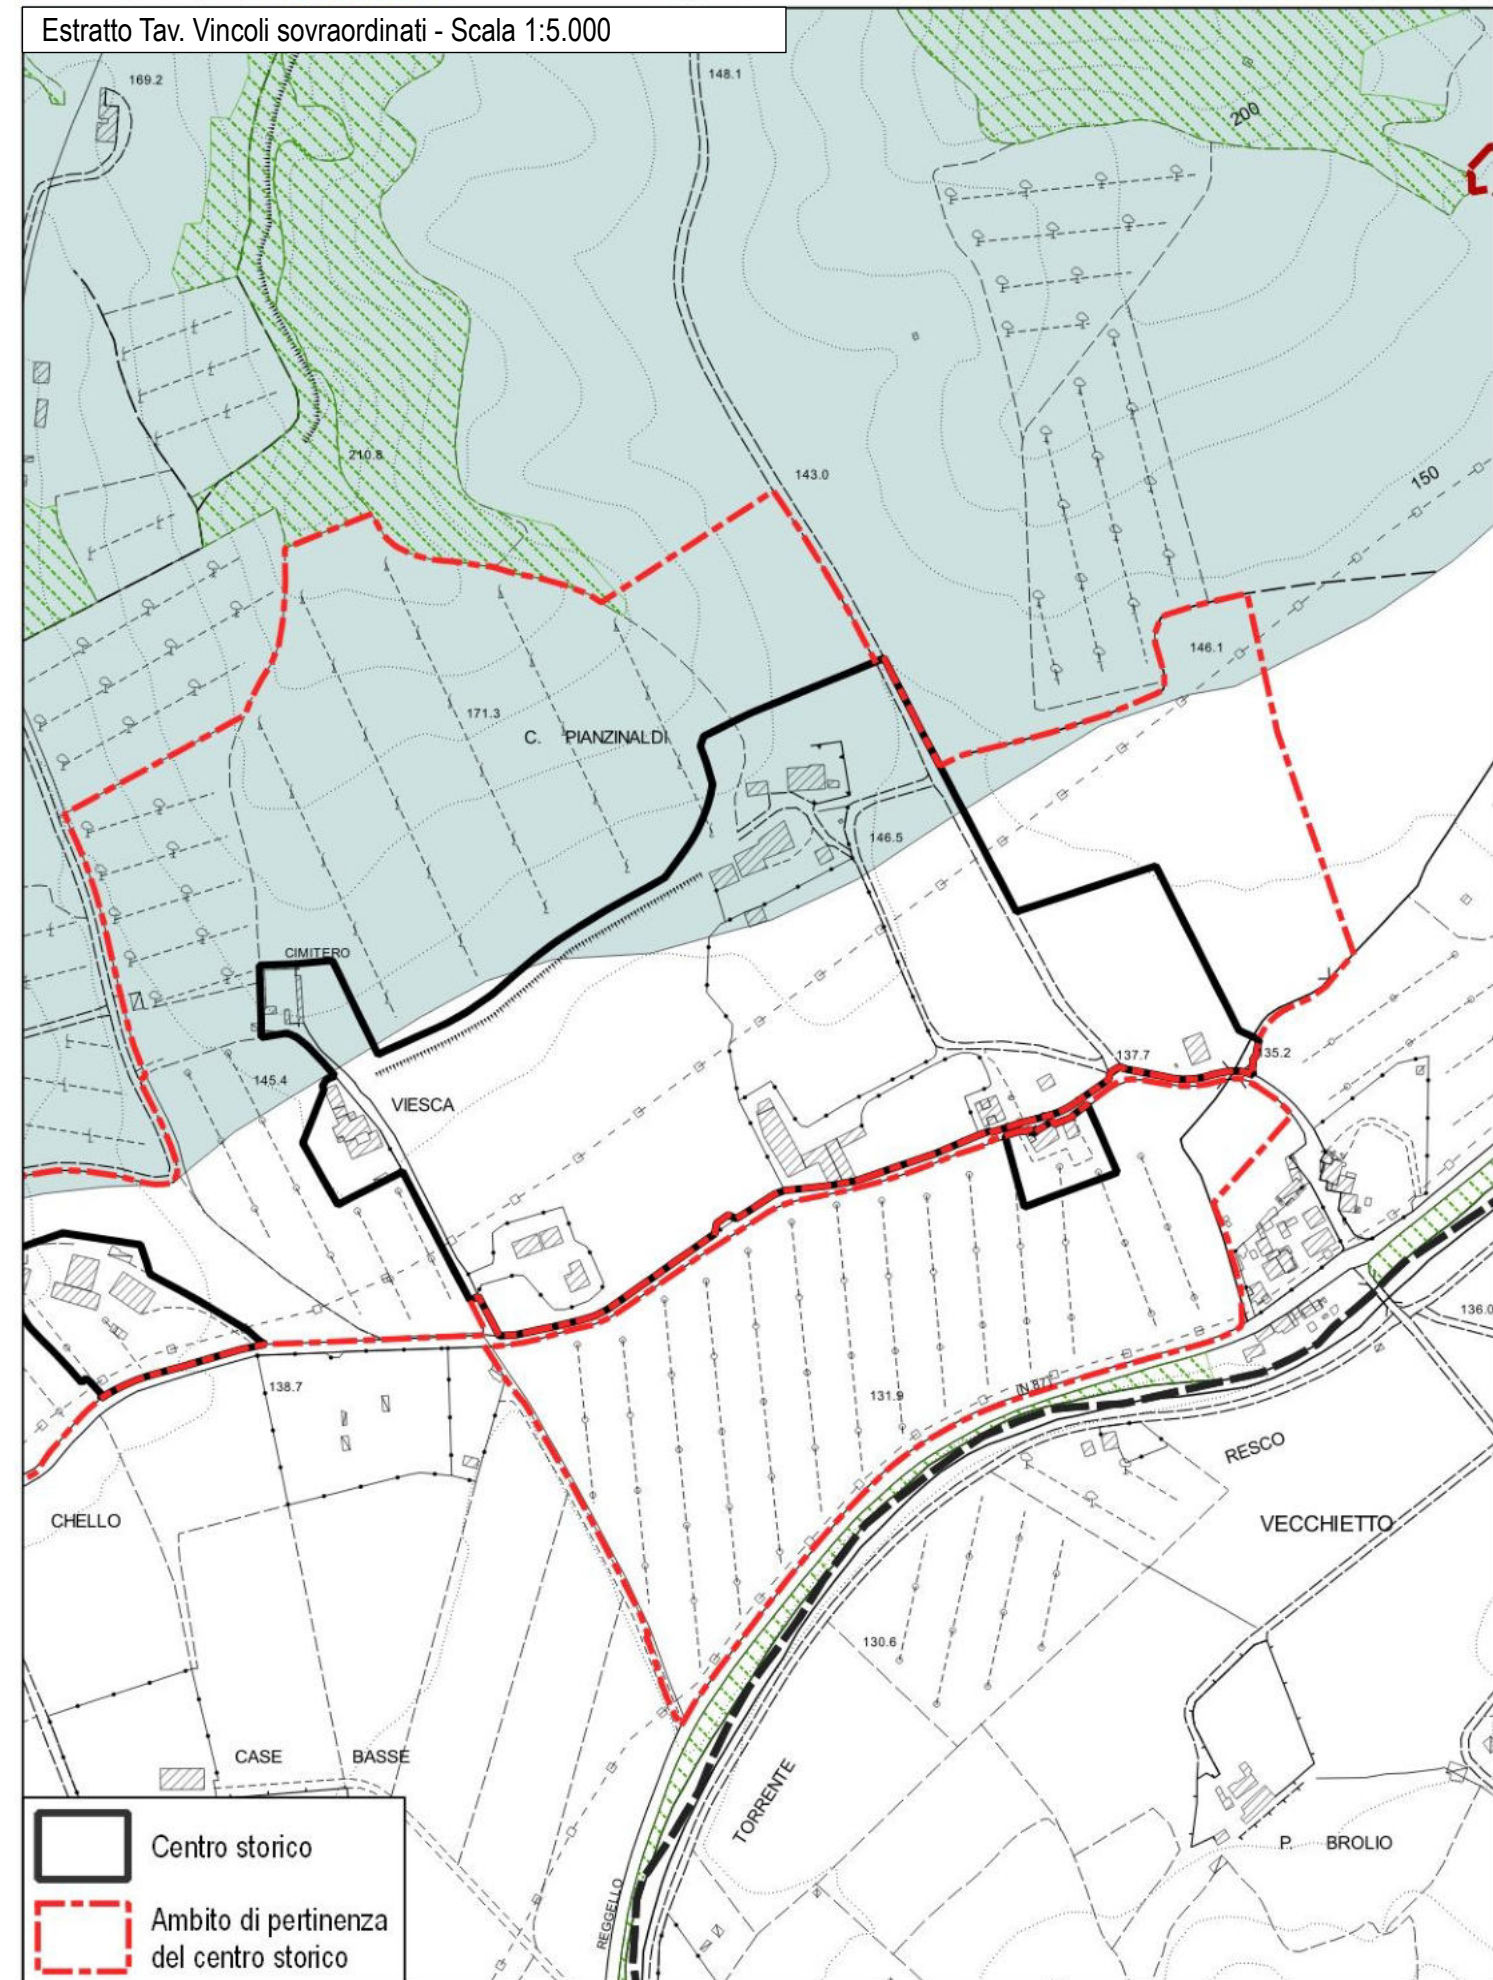 Estratto Tav. Vincoli sovraordinati - Scala 1:5.000
169.2
148.1
200
210.8
143.0
150
146.1
171.3
C. PIANZINALDI
146.5
CIMITERO
137.7
135.2
145.4
VIESCA
136.0
138.7
131.9
(N.87)
RESCO
CHELLO
VECCHIETTO
130.6
CASE BASSE
TORRENTE
P. BROLIO
REGGELLO
Centro storico
Ambito di pertinenza
del centro storico